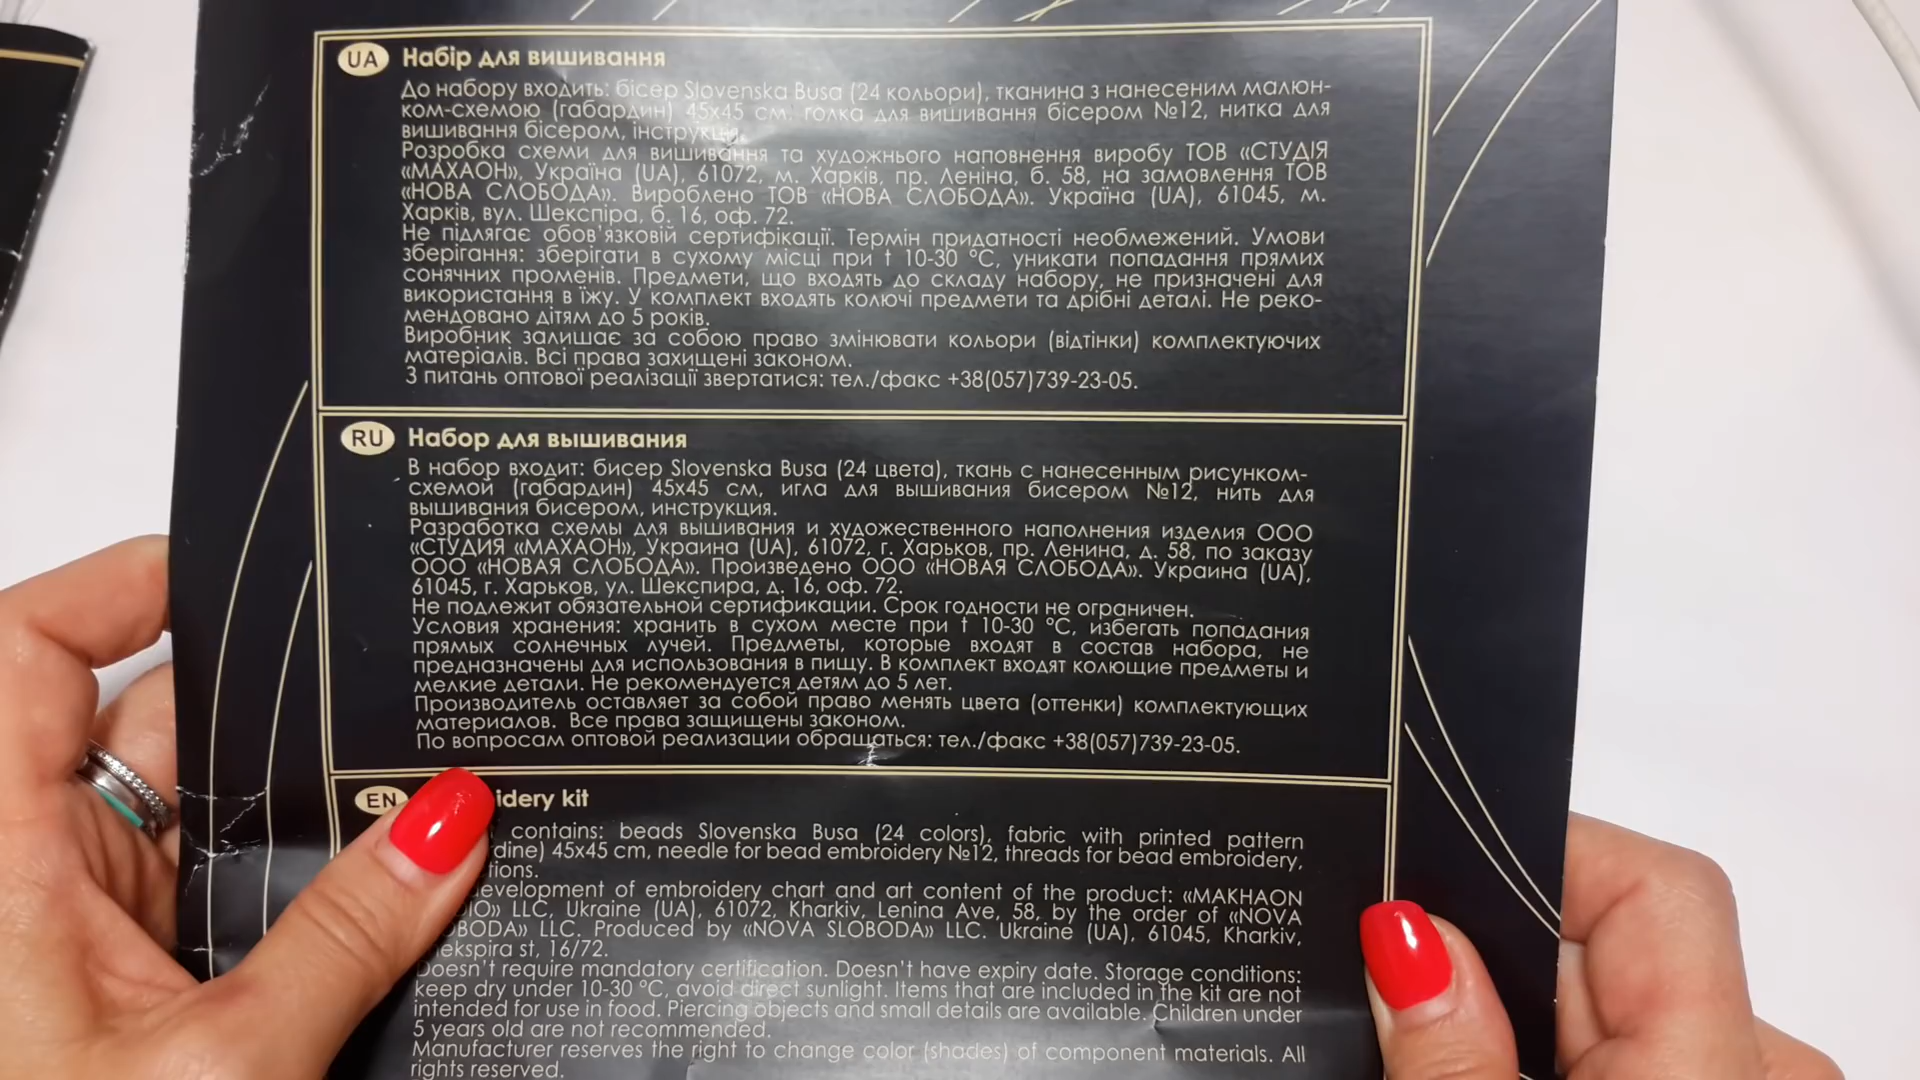 UA Набір для вишивання
До набору входить: бісер Slovenska Busa (24 кольори), тканина з нанесеним малюн-
ком-схемою (габардин) 45х45 см, голка для вишивання бісером №12, нитка для
вишивання бісером, інструкція.
Розробка схеми для вишивання та художнього наповнення виробу ТОВ «СТУДІЯ
«МАХАОН», Україна (UA), 61072, м. Харків, пр. Леніна, б. 58, на замовлення ТОВ
«НОВА СЛОБОДА». Вироблено ТОВ «НОВА СЛОБОДА». Україна (UA), 61045, м.
Харків, вул. Шекспіра, б. 16, оф. 72.
Не підлягає обов'язковій сертифікації. Термін придатності необмежений. Умови
зберігання: зберігати в сухому місці при t 10-30 °С, уникати попадання прямих
сонячних променів. Предмети, що входять до складу набору, не призначені для
використання в їжу. У комплект входять колючі предмети та дрібні деталі. Не реко-
мендовано дітям до 5 років.
Виробник залишає за собою право змінювати кольори (відтінки) комплектуючих
матеріалів. Всі права захищені законом.
З питань оптової реалізації звертатися: тел./факс +38(057)739-23-05.
RU Набор для вышивания
В набор входит: бисер Slovenska Busa (24 цвета), ткань с нанесенным рисунком-
схемой (габардин) 45х45 см, игла для вышивания бисером №12, нить для
вышивания бисером, инструкция.
Разработка схемы для вышивания и художественного наполнения изделия ООО
«СТУДИЯ «МАХАОН», Украина (UA), 61072, г. Харьков, пр. Ленина, д. 58, по заказу
ООО «НОВАЯ СЛОБОДА». Произведено ООО «НОВАЯ СЛОБОДА». Украина (UA),
61045, г. Харьков, ул. Шекспира, д. 16, оф. 72.
Не подлежит обязательной сертификации. Срок годности не ограничен.
Условия хранения: хранить в сухом месте при t 10-30 °С, избегать попадания
прямых солнечных лучей. Предметы, которые входят в состав набора, не
предназначены для использования в пищу. В комплект входят колющие предметы и
мелкие детали. Не рекомендуется детям до 5 лет.
Производитель оставляет за собой право менять цвета (оттенки) комплектующих
материалов. Все права защищены законом.
По вопросам оптовой реализации обращаться: тел./факс +38(057)739-23-05.
EN idery kit
contains: beads Slovenska Busa (24 colors), fabric with printed pattern
dine) 45x45 cm, needle for bead embroidery №12, threads for bead embroidery,
tions.
evelopment of embroidery chart and art content of the product: «MAKHAON
DIO» LLC, Ukraine (UA), 61072, Kharkiv, Lenina Ave, 58, by the order of «NOVA
OBODA» LLC. Produced by «NOVA SLOBODA» LLC. Ukraine (UA), 61045, Kharkiv,
hekspira st, 16/72.
Doesn't require mandatory certification. Doesn't have expiry date. Storage conditions:
keep dry under 10-30 °C, avoid direct sunlight. Items that are included in the kit are not
intended for use in food. Piercing objects and small details are available. Children under
5 years old are not recommended.
Manufacturer reserves the right to change color (shades) of component materials. All
rights reserved.